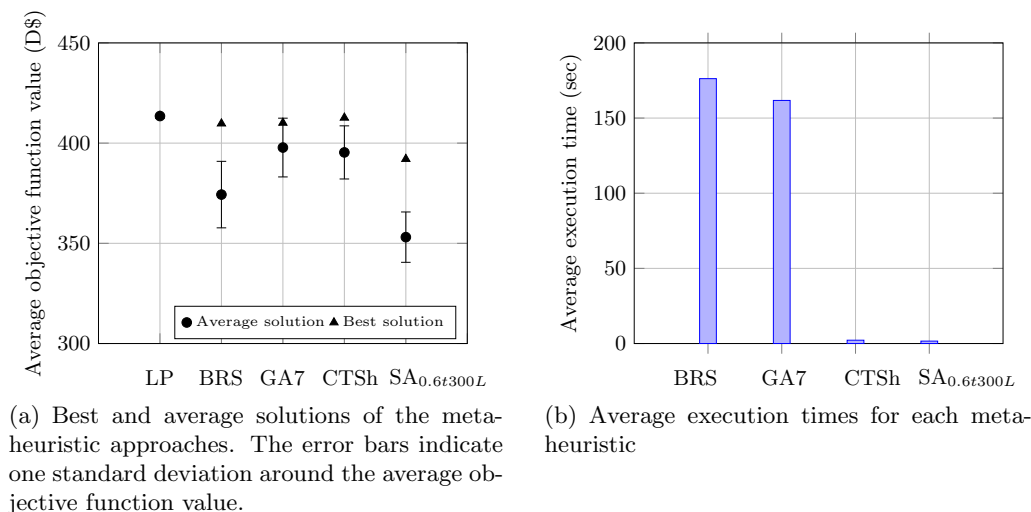 450
400
350
300
Average objective function value (D$)
Average solution
Best solution
LP
BRS
GA7
CTSh
SA0.6t300L
(a) Best and average solutions of the meta-
heuristic approaches. The error bars indicate
one standard deviation around the average ob-
jective function value.
200
150
100
50
0
Average execution time (sec)
BRS
GA7
CTSh
SA0.6t300L
(b) Average execution times for each meta-
heuristic